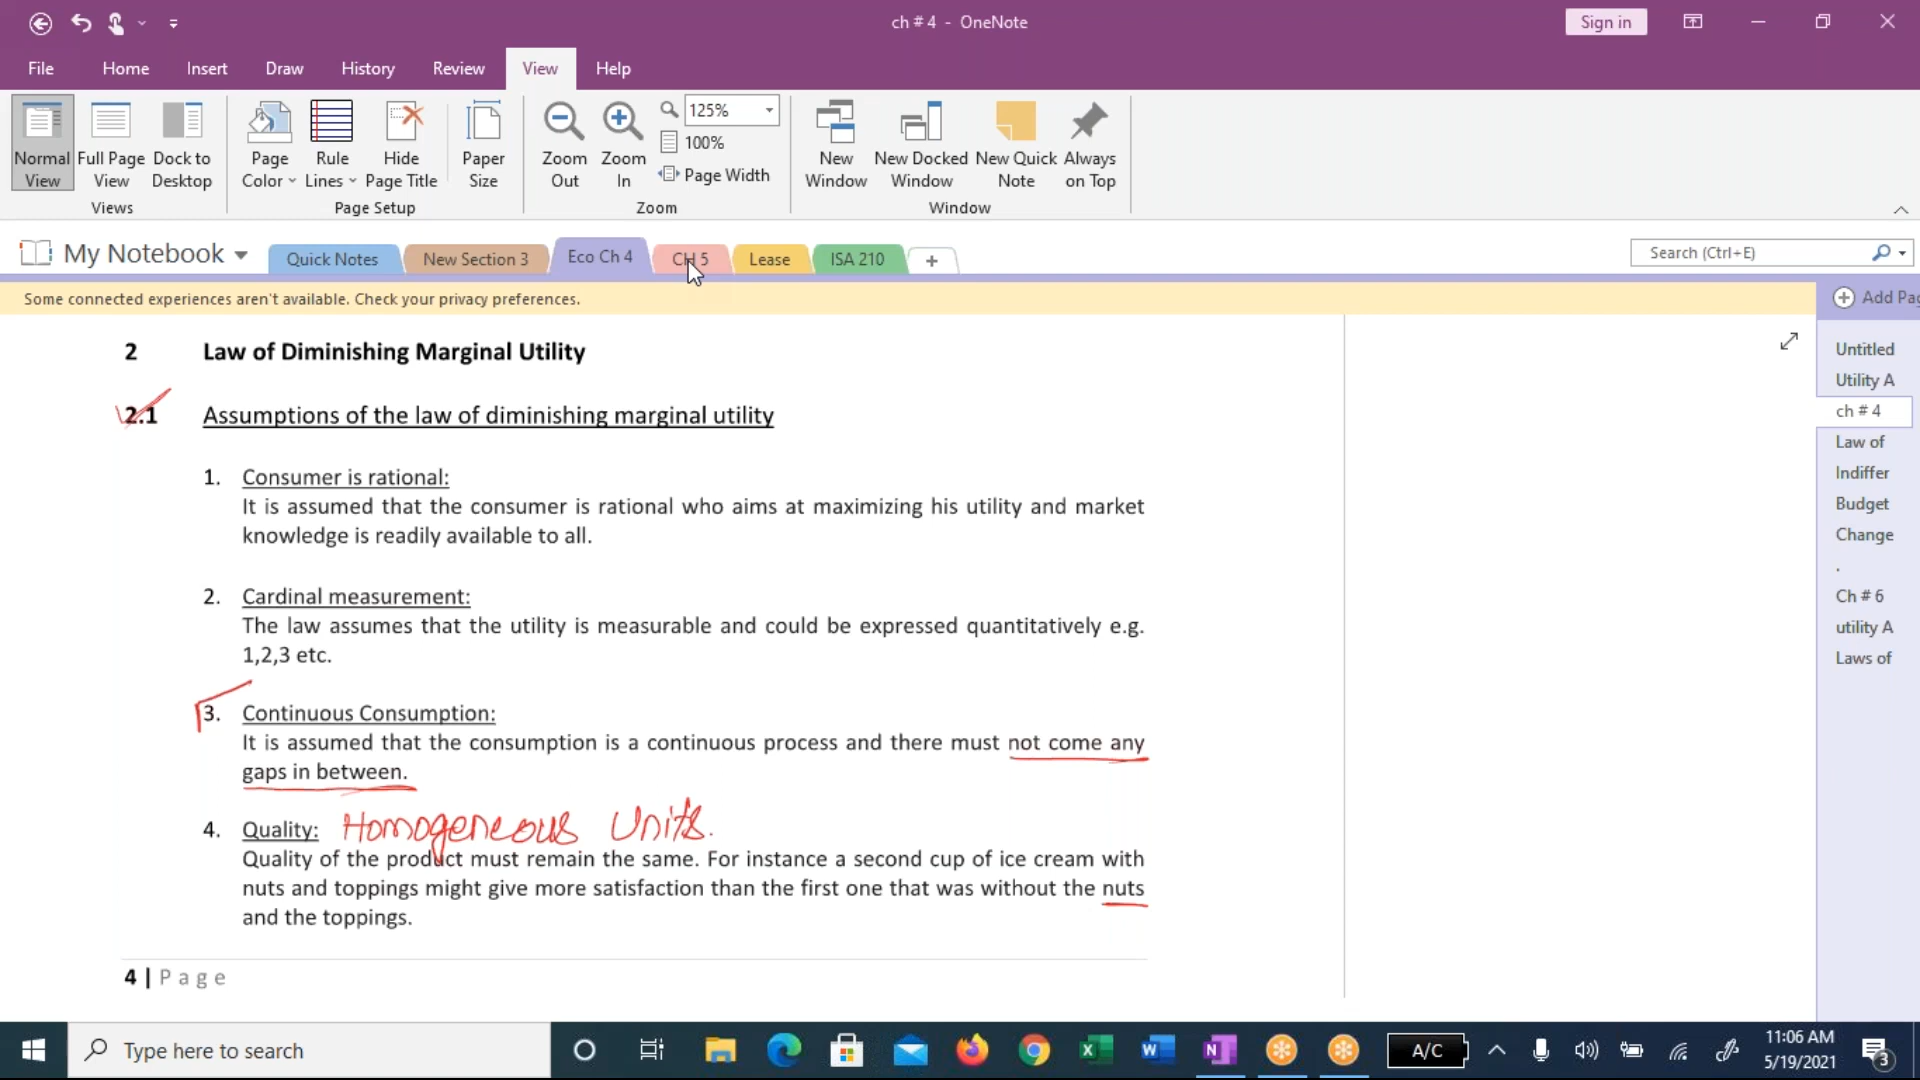 ch # 4 - OneNote
Sign in
File Home Insert Draw History Review View Help
Normal View
Full Page View
Dock to Desktop
Page Color
Rule Lines
Hide Page Title
Paper Size
Zoom Out
Zoom In
125%
100%
Page Width
New Window
New Docked Window
New Quick Note
Always on Top
Views
Page Setup
Zoom
Window
My Notebook
Quick Notes
New Section 3
Eco Ch 4
CH 5
Lease
ISA 210
Search (Ctrl+E)
Some connected experiences aren't available. Check your privacy preferences.
2 Law of Diminishing Marginal Utility
2.1 Assumptions of the law of diminishing marginal utility
1. Consumer is rational:
It is assumed that the consumer is rational who aims at maximizing his utility and market
knowledge is readily available to all.
2. Cardinal measurement:
The law assumes that the utility is measurable and could be expressed quantitatively e.g.
1,2,3 etc.
3. Continuous Consumption:
It is assumed that the consumption is a continuous process and there must not come any
gaps in between.
4. Quality: Homogeneous Units.
Quality of the product must remain the same. For instance a second cup of ice cream with
nuts and toppings might give more satisfaction than the first one that was without the nuts
and the toppings.
4 | Page
Add Pag
Untitled
Utility A
ch # 4
Law of
Indiffer
Budget
Change
.
Ch # 6
utility A
Laws of
Type here to search
A/C
11:06 AM
5/19/2021
3